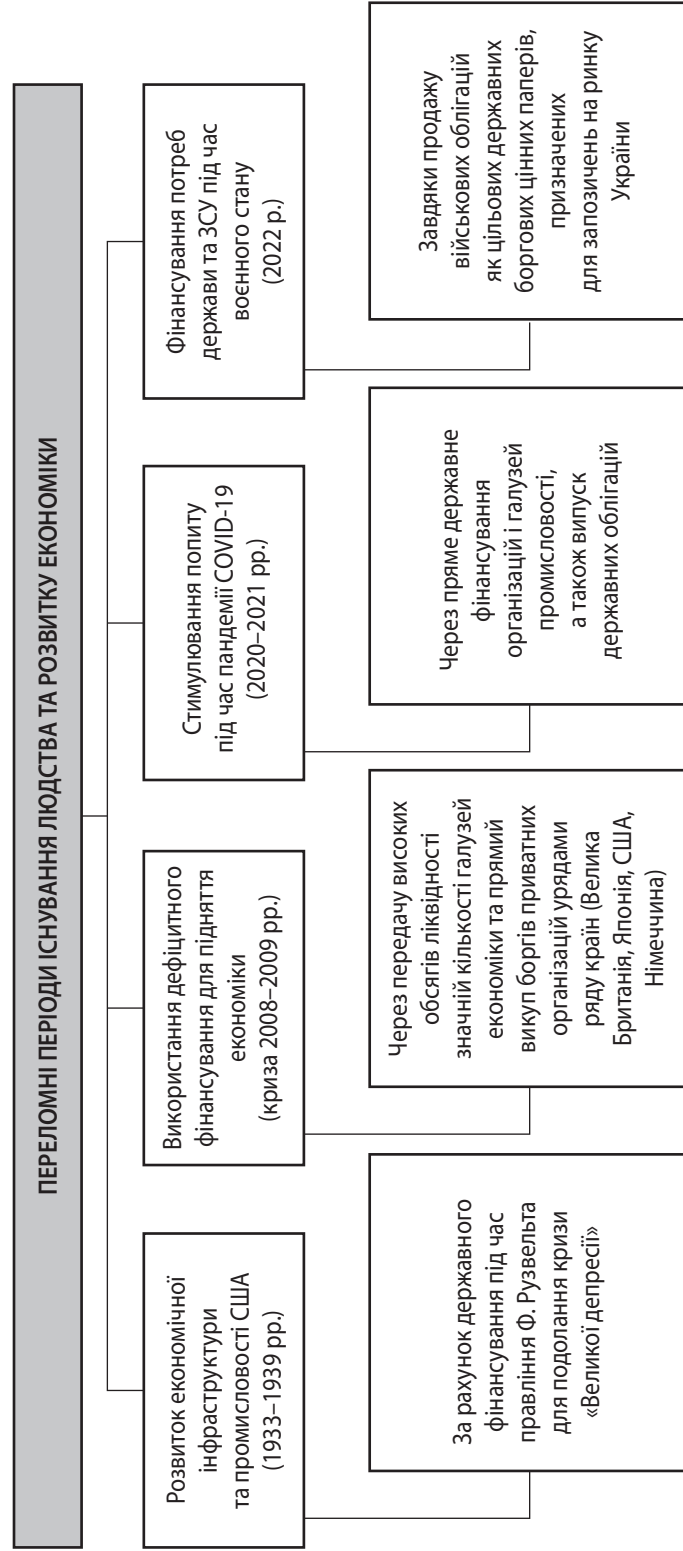 ПЕРЕЛОМНІ ПЕРІОДИ ІСНУВАННЯ ЛЮДСТВА ТА РОЗВИТКУ ЕКОНОМІКИ
Розвиток економічної
інфраструктури
та промисловості США
(1933–1939 рр.)
Використання дефіцитного
фінансування для підняття
економіки
(криза 2008–2009 рр.)
Стимулювання попиту
під час пандемії COVID-19
(2020–2021 рр.)
Фінансування потреб
держави та ЗСУ під час
воєнного стану
(2022 р.)
За рахунок державного
фінансування під час
правління Ф. Рузвельта
для подолання кризи
«Великої депресії»
Через передачу високих
обсягів ліквідності
значній кількості галузей
економіки та прямий
викуп боргів приватних
організацій урядами
ряду країн (Велика
Британія, Японія, США,
Німеччина)
Через пряме державне
фінансування
організацій і галузей
промисловості,
а також випуск
державних облігацій
Завдяки продажу
військових облігацій
як цільових державних
боргових цінних паперів,
призначених
для запозичень на ринку
України